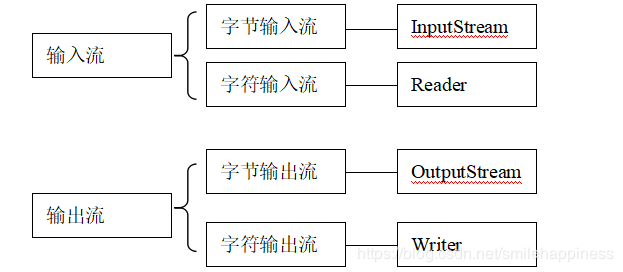 字节输入流 InputStream
输入流
字符输入流 Reader
字节输出流 OutputStream
输出流
字符输出流 Writer
https://blog.csdn.net/smilehappiness